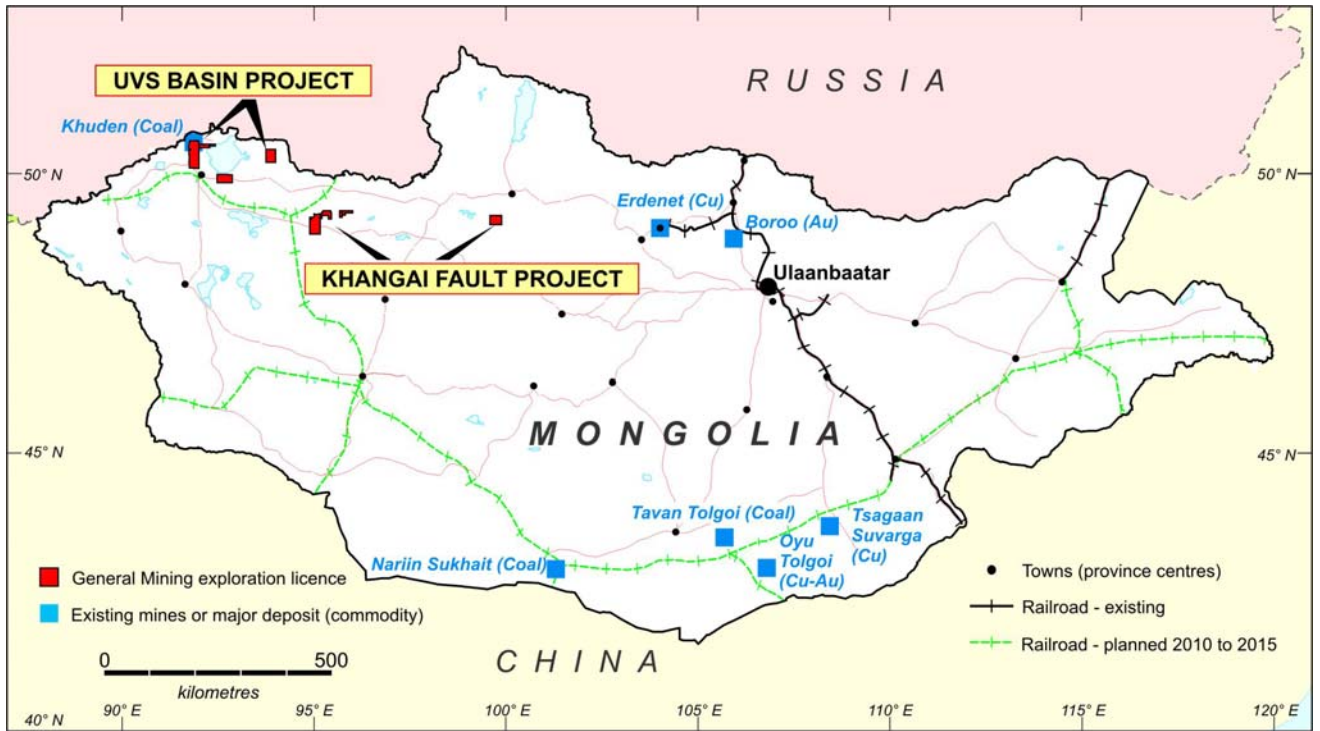 UVS BASIN PROJECT
RUSSIA
Khuden (Coal)
50° N
50° N
Erdenet (Cu)
Boroo (Au)
KHANGAI FAULT PROJECT
Ulaanbaatar
MONGOLIA
45° N
45° N
Tavan Tolgoi (Coal)
Tsagaan
Suvarga
(Cu)
Oyu
Tolgoi
(Cu-Au)
Nariin Sukhait (Coal)
General Mining exploration licence
Existing mines or major deposit (commodity)
0 500
kilometres
CHINA
Towns (province centres)
Railroad - existing
Railroad - planned 2010 to 2015
40° N
90° E
95° E
100° E
105° E
110° E
115° E
120° E